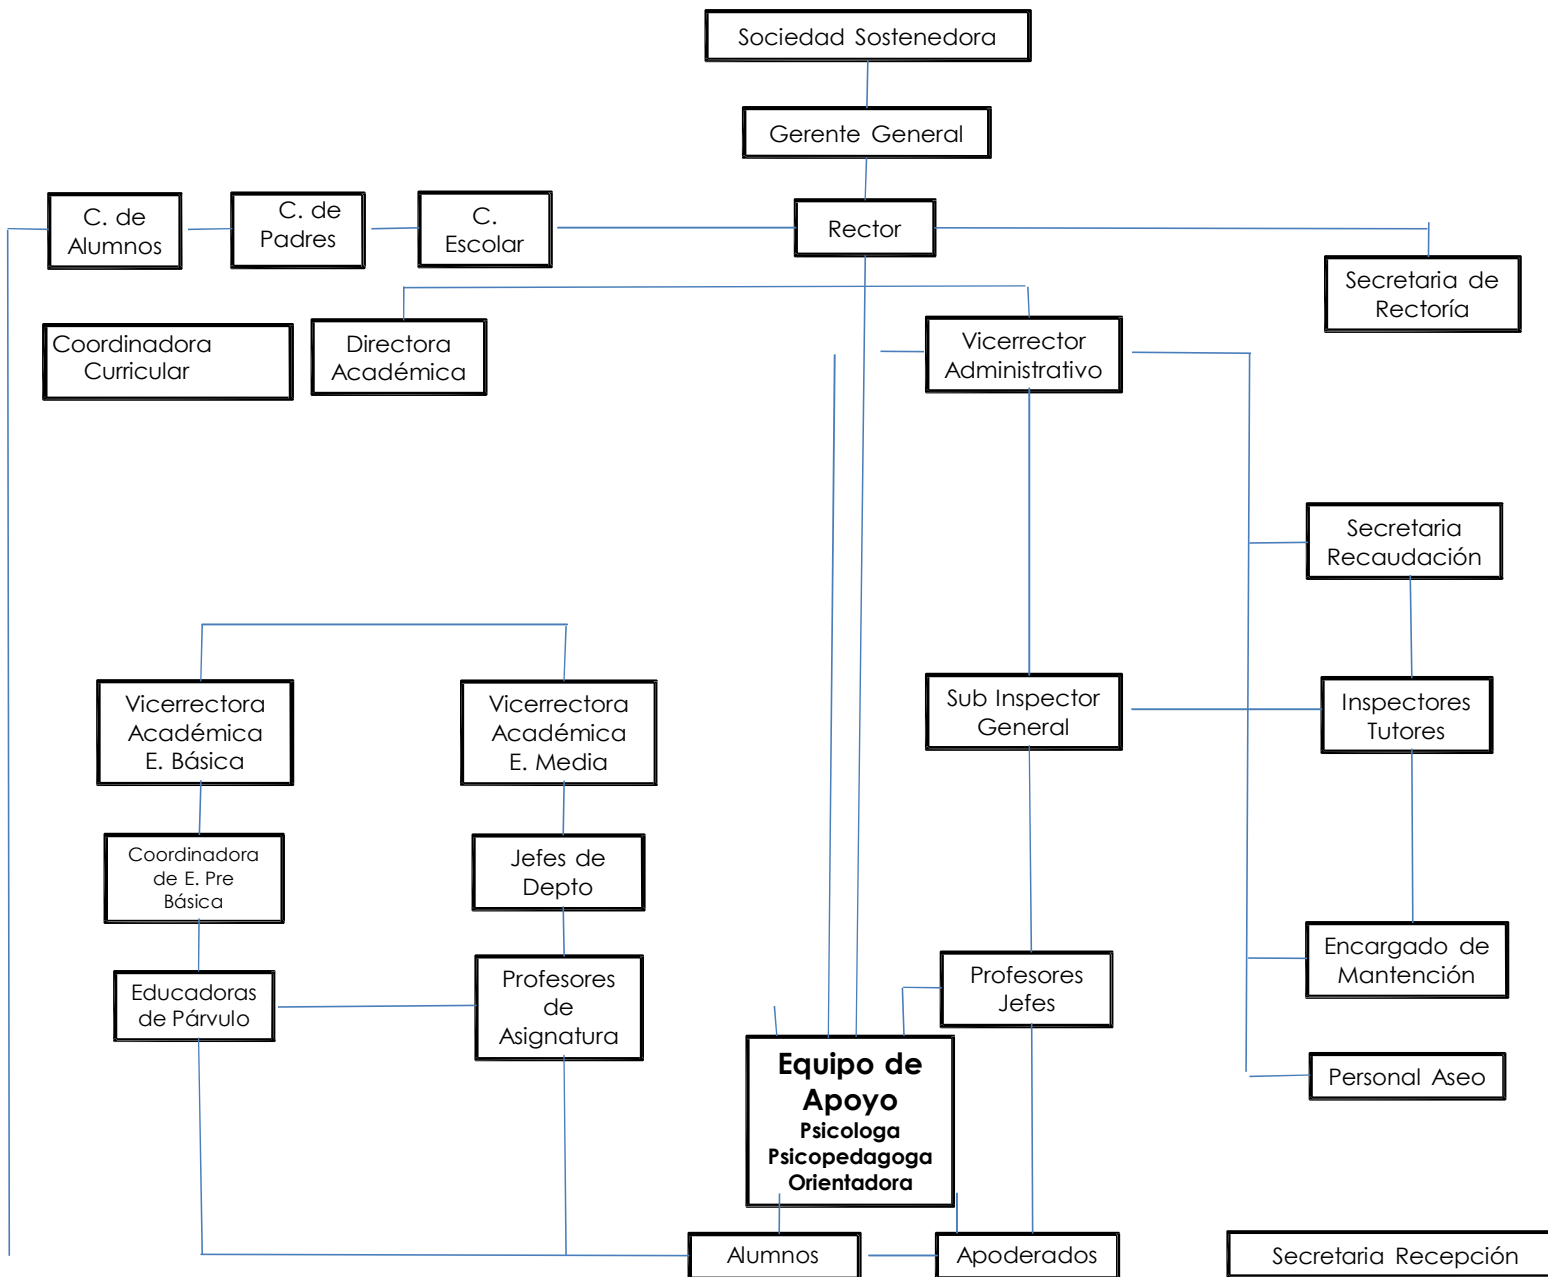 Sociedad Sostenedora
Gerente General
C. de
Alumnos
C. de
Padres
C.
Escolar
Rector
Secretaria de
Rectoría
Coordinadora
Curricular
Directora
Académica
Vicerrector
Administrativo
Secretaria
Recaudación
Vicerrectora
Académica
E. Básica
Vicerrectora
Académica
E. Media
Sub Inspector
General
Inspectores
Tutores
Coordinadora
de E. Pre
Básica
Jefes de
Depto
Educadoras
de Párvulo
Profesores
de
Asignatura
Profesores
Jefes
Encargado de
Mantención
Equipo de
Apoyo
Psicologa
Psicopedagoga
Orientadora
Personal Aseo
Alumnos
Apoderados
Secretaria Recepción